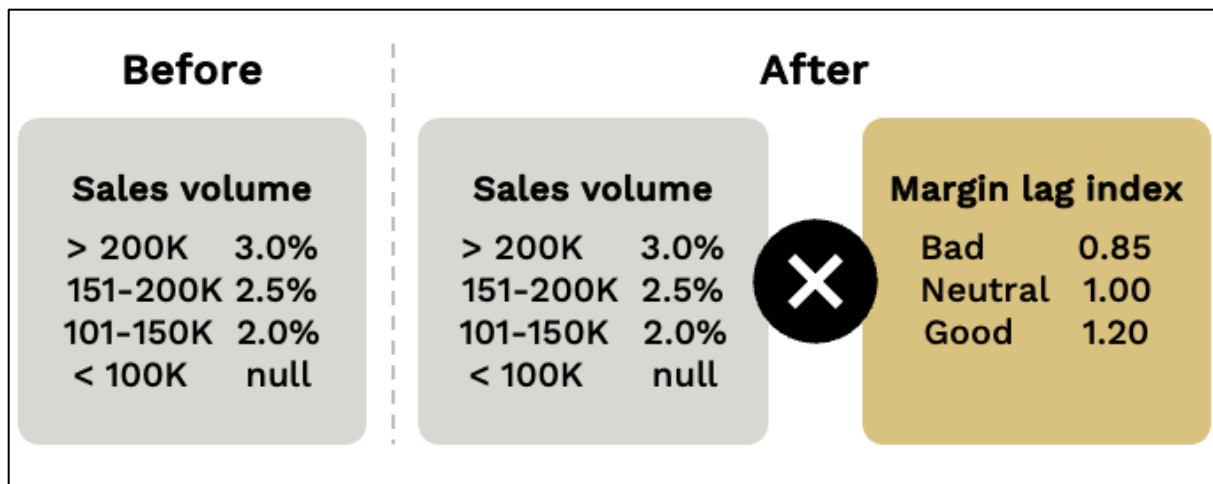 Before
Sales volume
> 200K 3.0%
151-200K 2.5%
101-150K 2.0%
< 100K null
After
Sales volume
> 200K 3.0%
151-200K 2.5%
101-150K 2.0%
< 100K null
Margin lag index
Bad 0.85
Neutral 1.00
Good 1.20